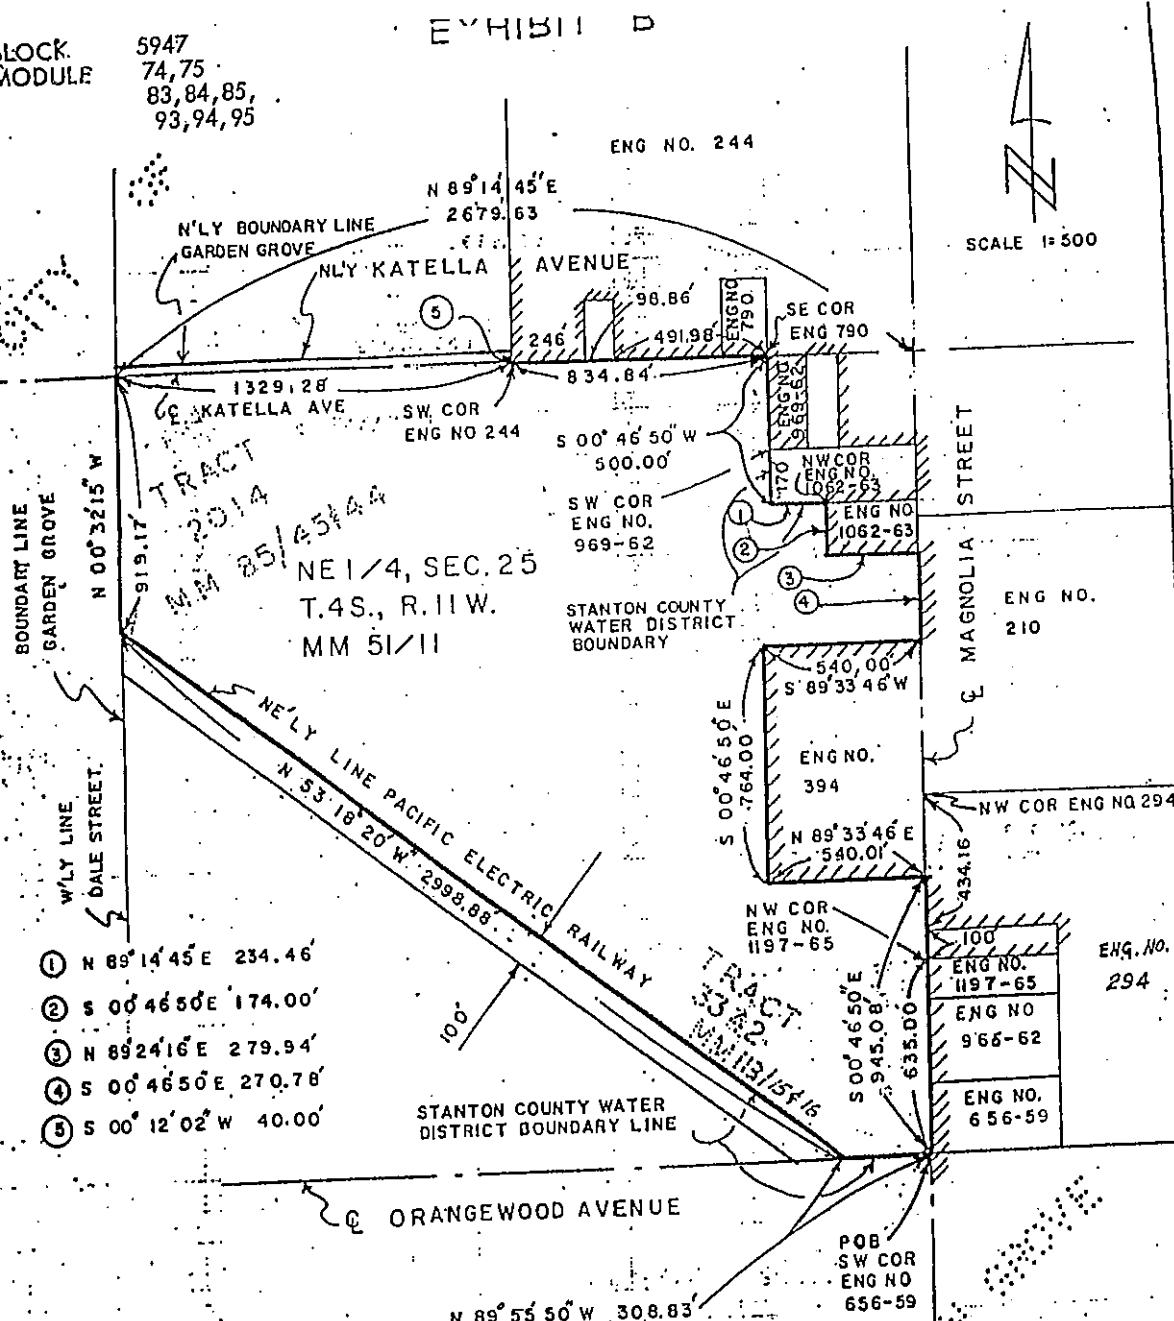 EXHIBIT B
BLOCK 5947
MODULE 74,75
83,84,85,
93,94,95
ENG NO. 244
N 89°14'45"E
2679.63
N'LY BOUNDARY LINE
GARDEN GROVE
NL'Y KATELLA AVENUE
SCALE 1=500
5
98.86'
246'
491.98
ENG NO
790.
SE COR
ENG 790
1329.28'
834.84'
℄ KATELLA AVE
SW COR
ENG NO 244
S 00° 46' 50" W
500.00'
ENG NO
969-62
SW COR
ENG NO.
969-62
170
NW COR
ENG NO.
1062-63
ENG NO
1062-63
1
2
3
4
STANTON COUNTY
WATER DISTRICT
BOUNDARY
℄ MAGNOLIA STREET
ENG NO.
210
TRACT
2014
MM 85/45/44
NE 1/4, SEC. 25
T.4S., R.11W.
MM 51/11
BOUNDARY LINE
GARDEN GROVE
N 00°32'15" W
919.17'
540.00'
S 89°33'46"W
S 00°46'50"E
764.00'
ENG NO.
394
N 89°33'46"E
540.01'
NW COR ENG NO 294
434.16
NE'LY LINE PACIFIC ELECTRIC RAILWAY
N 53°18'20"W 2998.88'
W'LY LINE
DALE STREET
100'
NW COR
ENG NO.
1197-65
100
ENG NO.
1197-65
ENG NO
966-62
ENG NO.
656-59
ENG. NO.
294
S 00°46'50"E
945.08'
635.00'
TRACT
3342
MM 113/15&16
1 N 89°14'45"E 234.46'
2 S 00°46'50"E 174.00'
3 N 89°24'16"E 279.94'
4 S 00°46'50"E 270.78'
5 S 00°12'02"W 40.00'
STANTON COUNTY WATER
DISTRICT BOUNDARY LINE
℄ ORANGEWOOD AVENUE
POB
SW COR
ENG NO
656-59
N 89°55'50"W 308.83'